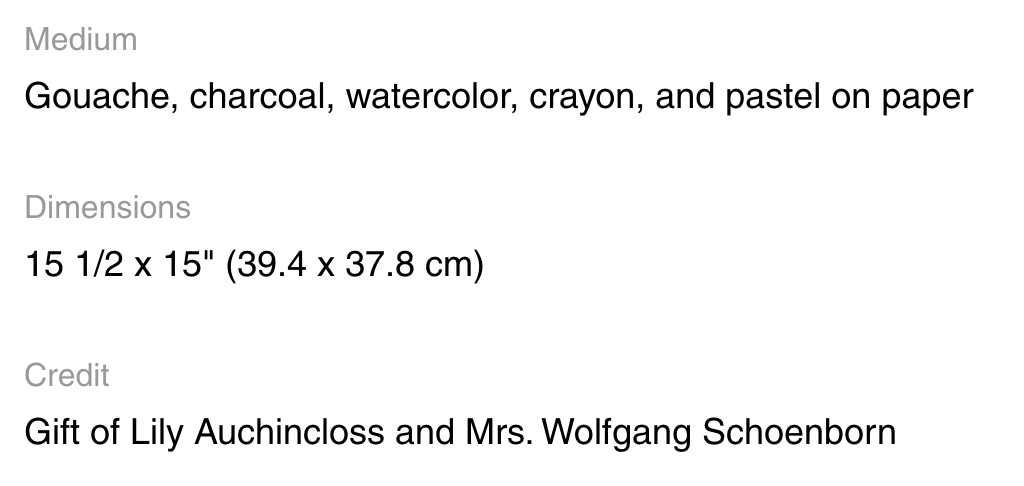 Medium
Gouache, charcoal, watercolor, crayon, and pastel on paper
Dimensions
15 1/2 x 15" (39.4 x 37.8 cm)
Credit
Gift of Lily Auchincloss and Mrs. Wolfgang Schoenborn